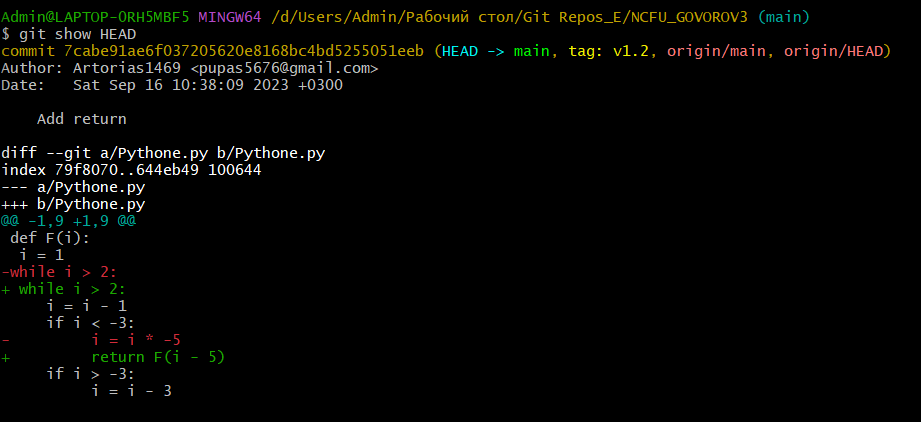 Admin@LAPTOP-0RH5MBF5 MINGW64 /d/Users/Admin/Рабочий стол/Git Repos_E/NCFU_GOVOROV3 (main)
$ git show HEAD
commit 7cabe91ae6f037205620e8168bc4bd5255051eeb (HEAD -> main, tag: v1.2, origin/main, origin/HEAD)
Author: Artorias1469 <pupas5676@gmail.com>
Date:   Sat Sep 16 10:38:09 2023 +0300

    Add return

diff --git a/Pythone.py b/Pythone.py
index 79f8070..644eb49 100644
--- a/Pythone.py
+++ b/Pythone.py
@@ -1,9 +1,9 @@
 def F(i):
  i = 1
-while i > 2:
+ while i > 2:
     i = i - 1
     if i < -3:
-         i = i * -5
+         return F(i - 5)
     if i > -3:
          i = i - 3